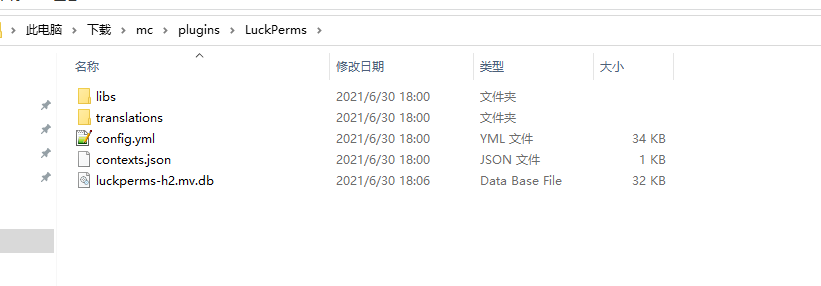 此电脑 › 下载 › mc › plugins › LuckPerms ›
名称 修改日期 类型 大小
libs 2021/6/30 18:00 文件夹
translations 2021/6/30 18:00 文件夹
config.yml 2021/6/30 18:00 YML 文件 34 KB
contexts.json 2021/6/30 18:00 JSON 文件 1 KB
luckperms-h2.mv.db 2021/6/30 18:06 Data Base File 32 KB